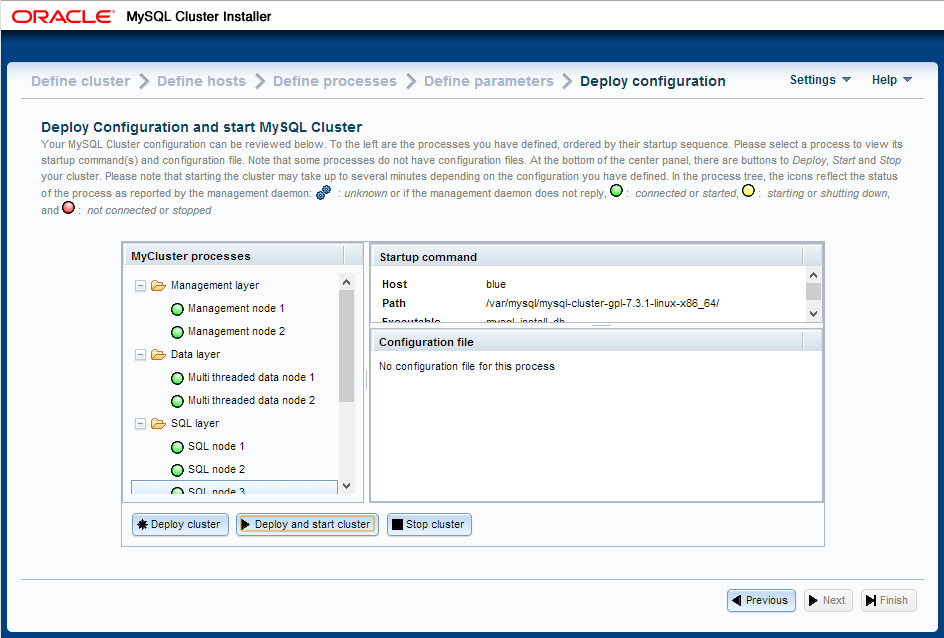 ORACLE® MySQL Cluster Installer
Define cluster Define hosts Define processes Define parameters Deploy configuration Settings Help
Deploy Configuration and start MySQL Cluster
Your MySQL Cluster configuration can be reviewed below. To the left are the processes you have defined, ordered by their startup sequence. Please select a process to view its
startup command(s) and configuration file. Note that some processes do not have configuration files. At the bottom of the center panel, there are buttons to Deploy, Start and Stop
your cluster. Please note that starting the cluster may take up to several minutes depending on the configuration you have defined. In the process tree, the icons reflect the status
of the process as reported by the management daemon: : unknown or if the management daemon does not reply, : connected or started, : starting or shutting down,
and : not connected or stopped
MyCluster processes
Management layer
Management node 1
Management node 2
Data layer
Multi threaded data node 1
Multi threaded data node 2
SQL layer
SQL node 1
SQL node 2
SQL node 3
Startup command
Host blue
Path /var/mysql/mysql-cluster-gpl-7.3.1-linux-x86_64/
Executable mysql_install_db
Configuration file
No configuration file for this process
Deploy cluster Deploy and start cluster Stop cluster
Previous Next Finish